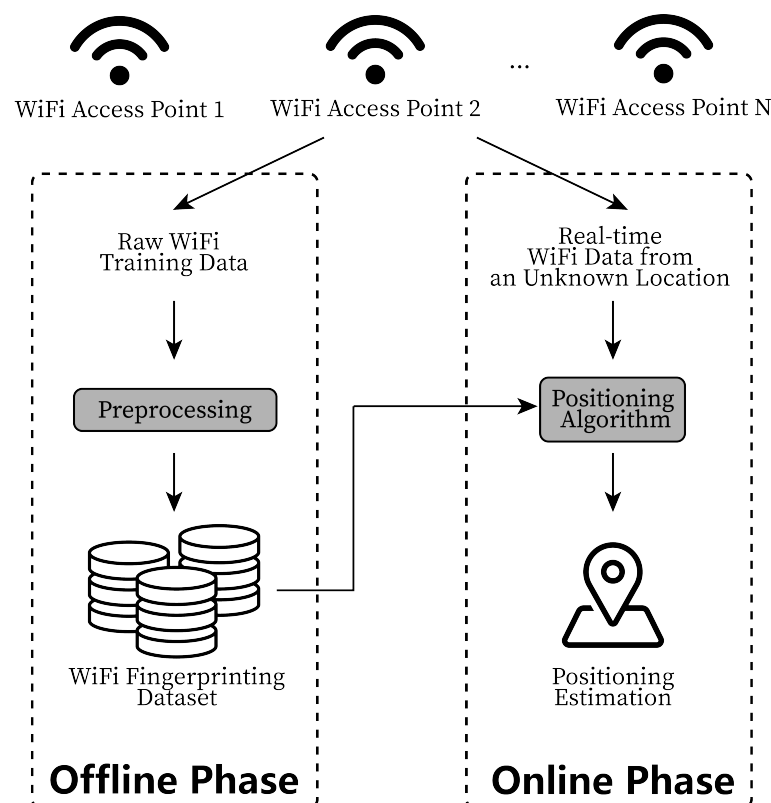 WiFi Access Point 1
WiFi Access Point 2
...
WiFi Access Point N
Raw WiFi
Training Data
Preprocessing
WiFi Fingerprinting
Dataset
Offline Phase
Real-time
WiFi Data from
an Unknown Location
Positioning
Algorithm
Positioning
Estimation
Online Phase